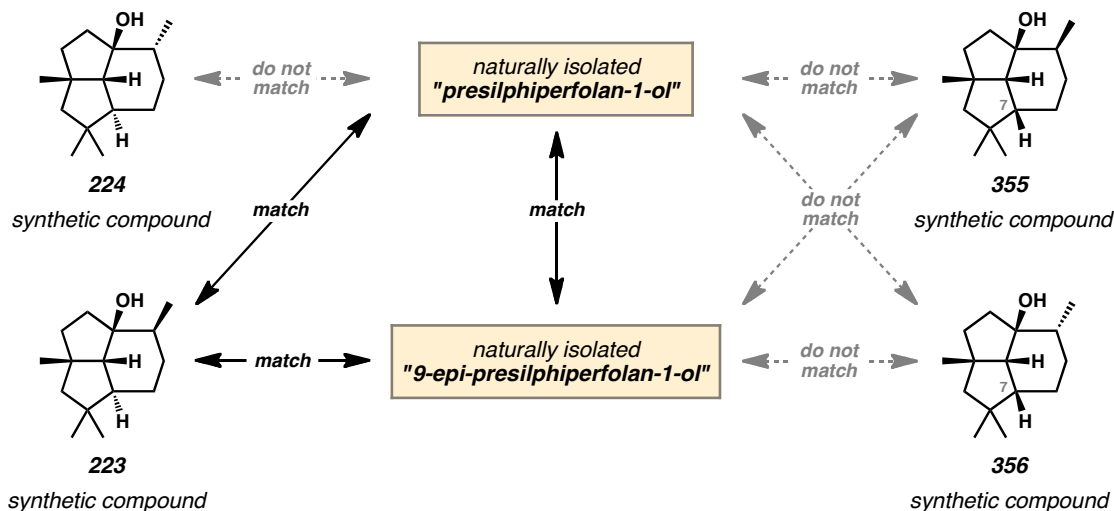 OH
H
H
224
synthetic compound
do not
match
naturally isolated
"presilphiperfolan-1-ol"
do not
match
OH
H
7
H
355
synthetic compound
match
match
do not
match
OH
H
H
223
synthetic compound
match
naturally isolated
"9-epi-presilphiperfolan-1-ol"
do not
match
OH
H
7
H
356
synthetic compound